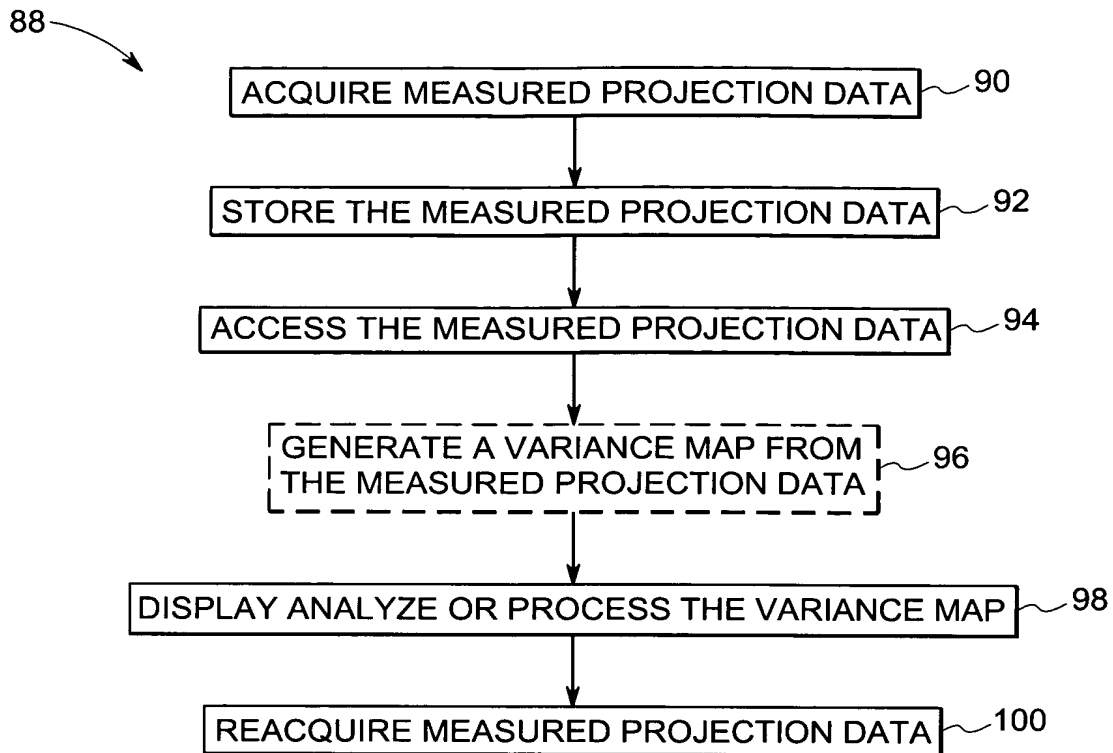 88
ACQUIRE MEASURED PROJECTION DATA 90
STORE THE MEASURED PROJECTION DATA 92
ACCESS THE MEASURED PROJECTION DATA 94
GENERATE A VARIANCE MAP FROM
THE MEASURED PROJECTION DATA 96
DISPLAY ANALYZE OR PROCESS THE VARIANCE MAP 98
REACQUIRE MEASURED PROJECTION DATA 100